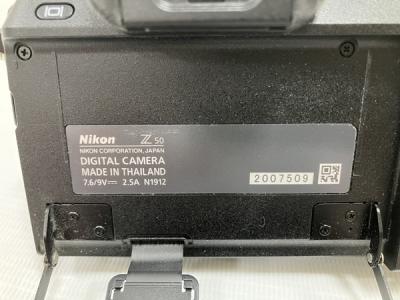 Nikon Z 50
NIKON CORPORATION, JAPAN
DIGITAL CAMERA
MADE IN THAILAND
7.6/9V⎓ 2.5A N1912
2007509